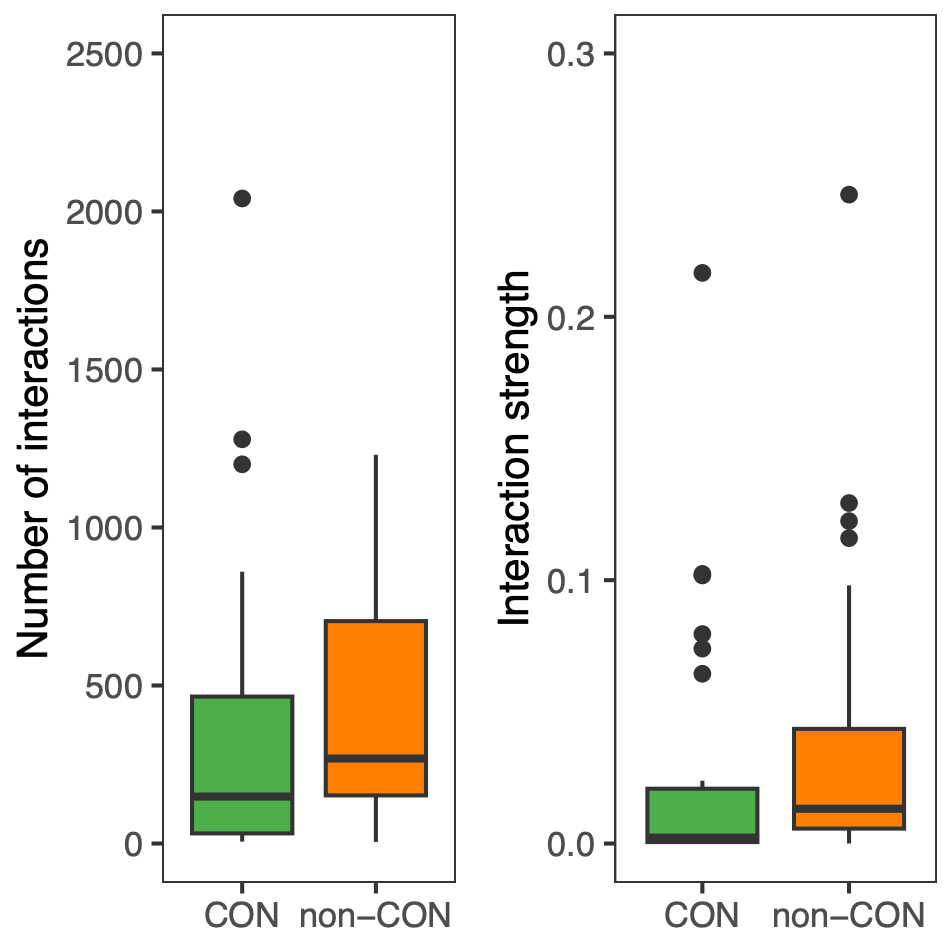 Number of interactions
2500
2000
1500
1000
500
0
CON
non−CON
Interaction strength
0.3
0.2
0.1
0.0
CON
non−CON